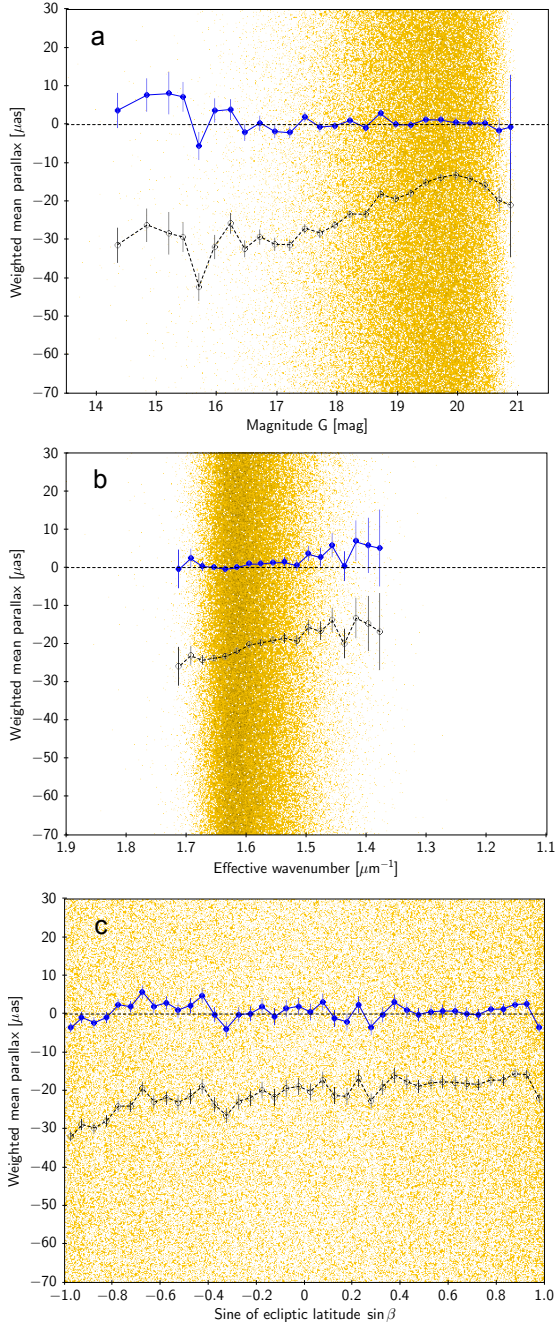 a
30
20
10
0
−10
−20
−30
−40
−50
−60
−70
Weighted mean parallax [μas]
14 15 16 17 18 19 20 21
Magnitude G [mag]
b
30
20
10
0
−10
−20
−30
−40
−50
−60
−70
Weighted mean parallax [μas]
1.9 1.8 1.7 1.6 1.5 1.4 1.3 1.2 1.1
Effective wavenumber [μm⁻¹]
c
30
20
10
0
−10
−20
−30
−40
−50
−60
−70
Weighted mean parallax [μas]
−1.0 −0.8 −0.6 −0.4 −0.2 0 0.2 0.4 0.6 0.8 1.0
Sine of ecliptic latitude sin β